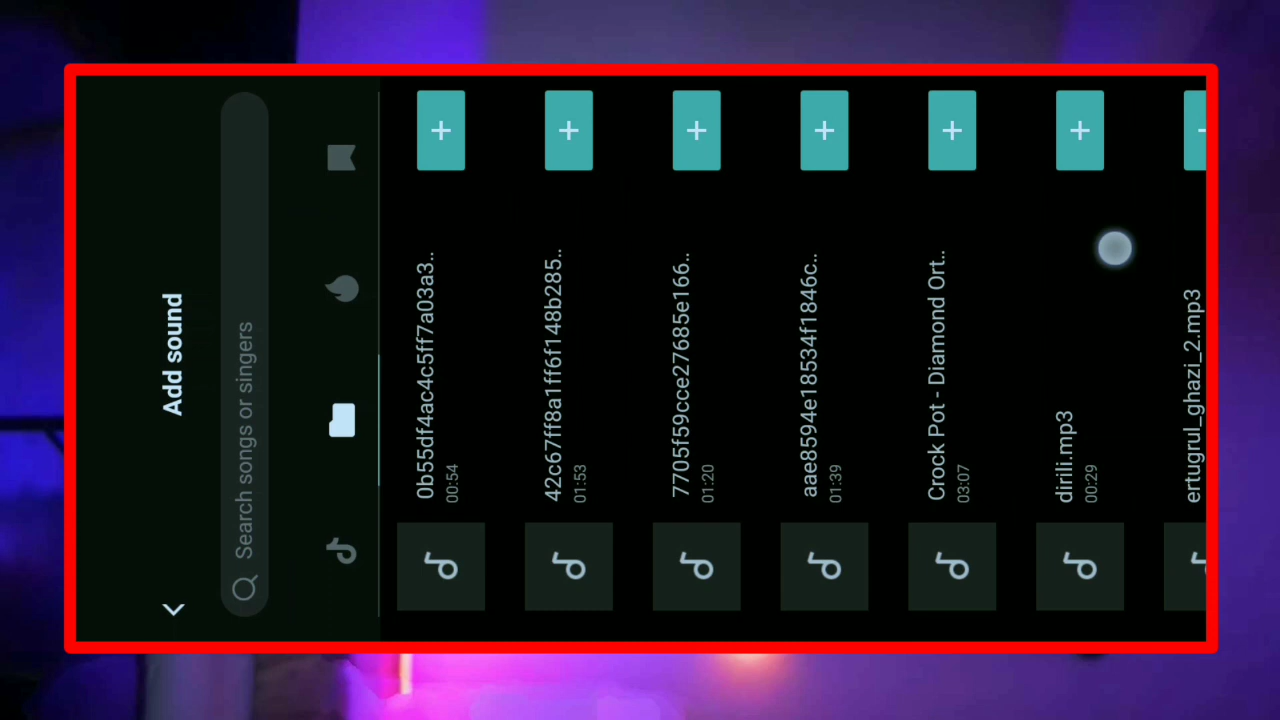 Add sound
Search songs or singers
0b55df4ac4c5ff7a03a3..
00:54
42c67ff8a1ff6f148b285..
01:53
7705f59cce27685e166..
01:20
aae8594e18534f1846c..
01:39
Crock Pot - Diamond Ort..
03:07
dirili.mp3
00:29
ertugrul_ghazi_2.mp3